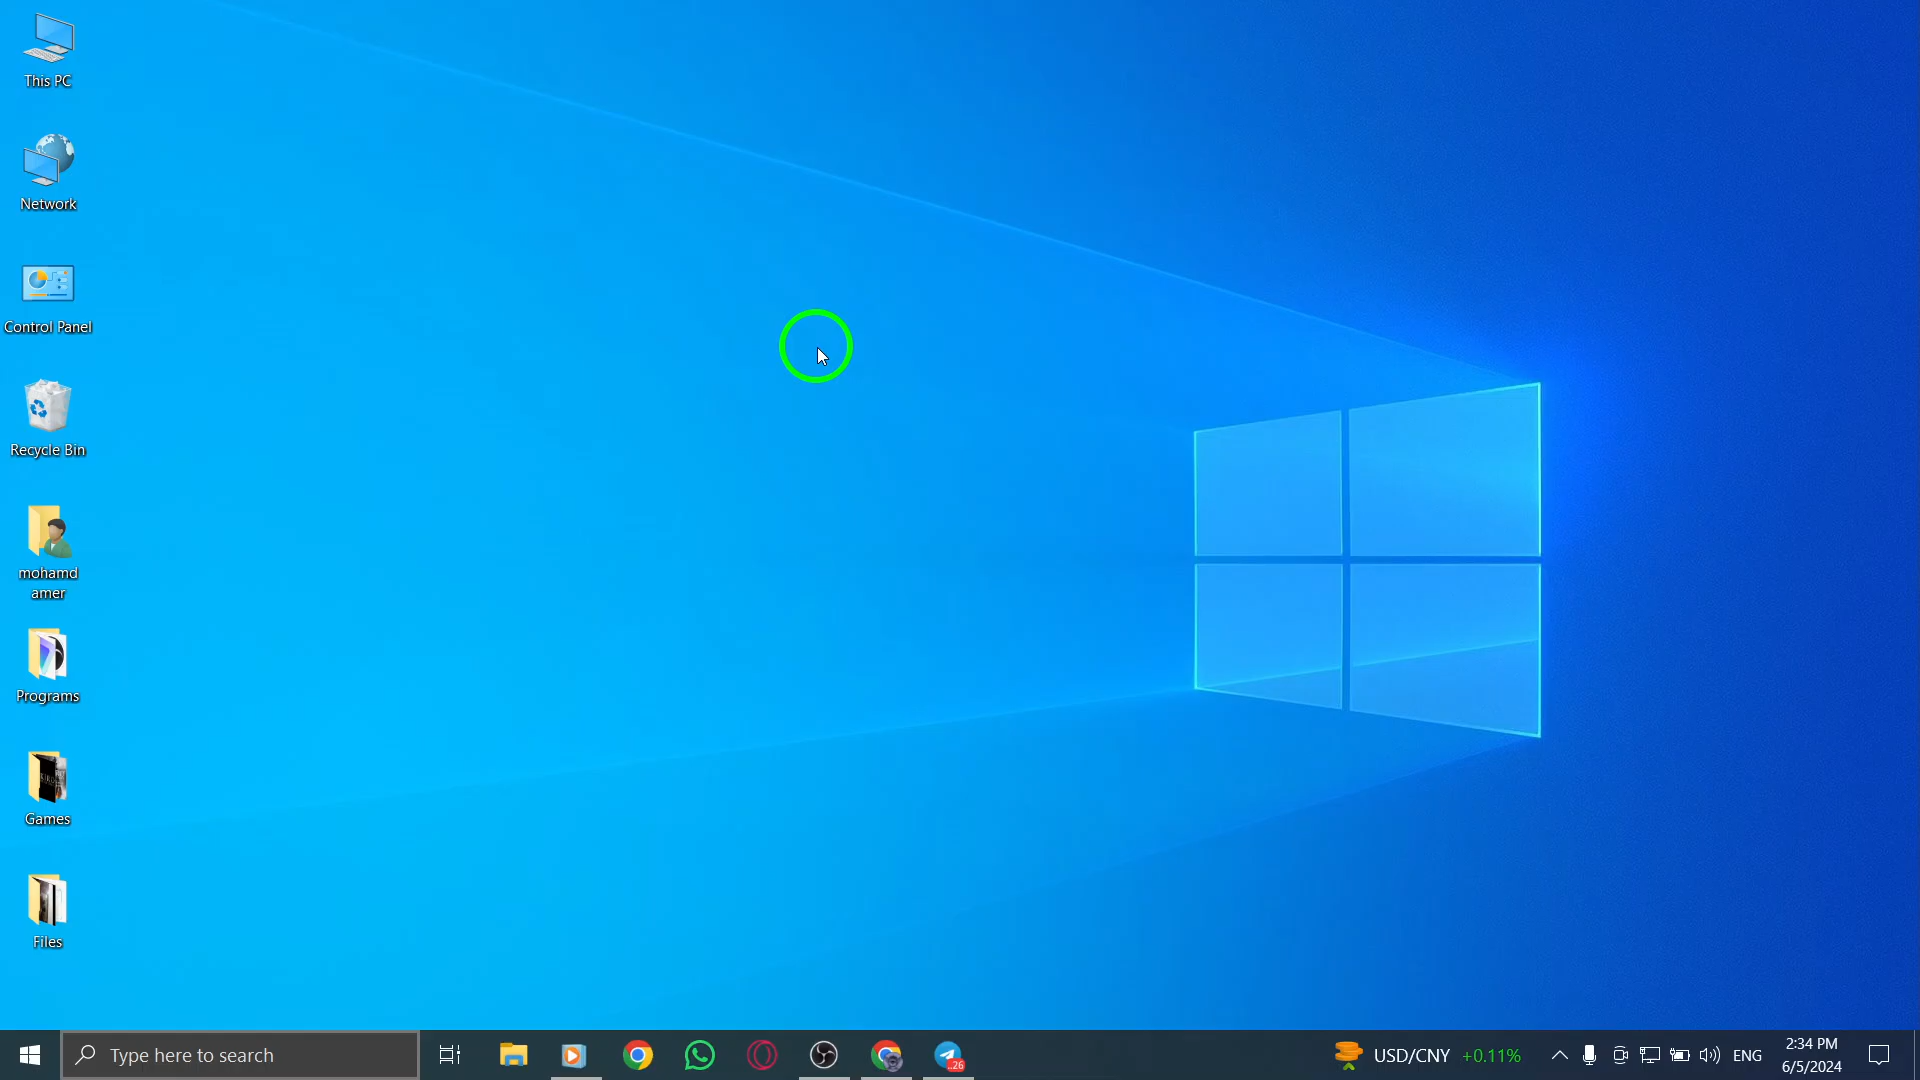 This PC
Network
Control Panel
Recycle Bin
mohamd
amer
Programs
Games
Files
Type here to search
..26
USD/CNY +0.11%
ENG
2:34 PM
6/5/2024